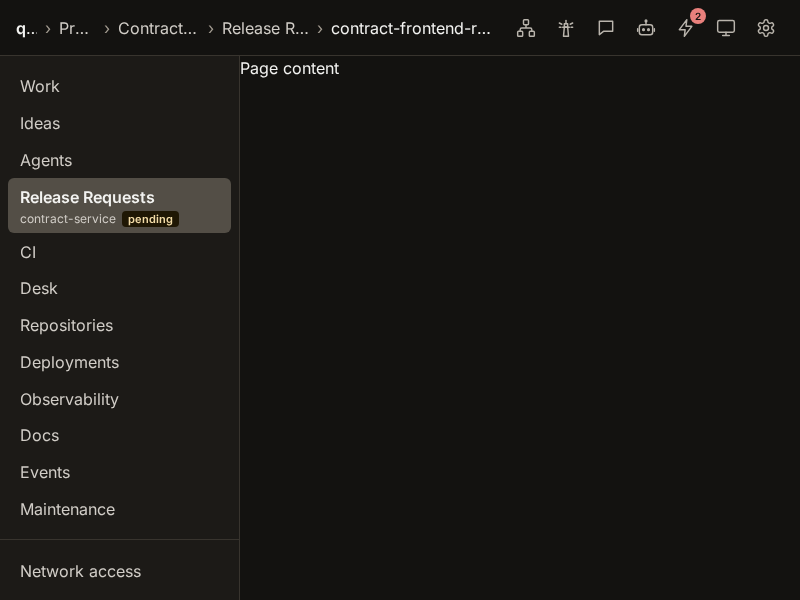 q... › Pr... › Contract... › Release R... › contract-frontend-r...
2
Work
Ideas
Agents
Release Requests
contract-service pending
CI
Desk
Repositories
Deployments
Observability
Docs
Events
Maintenance
Network access
Page content